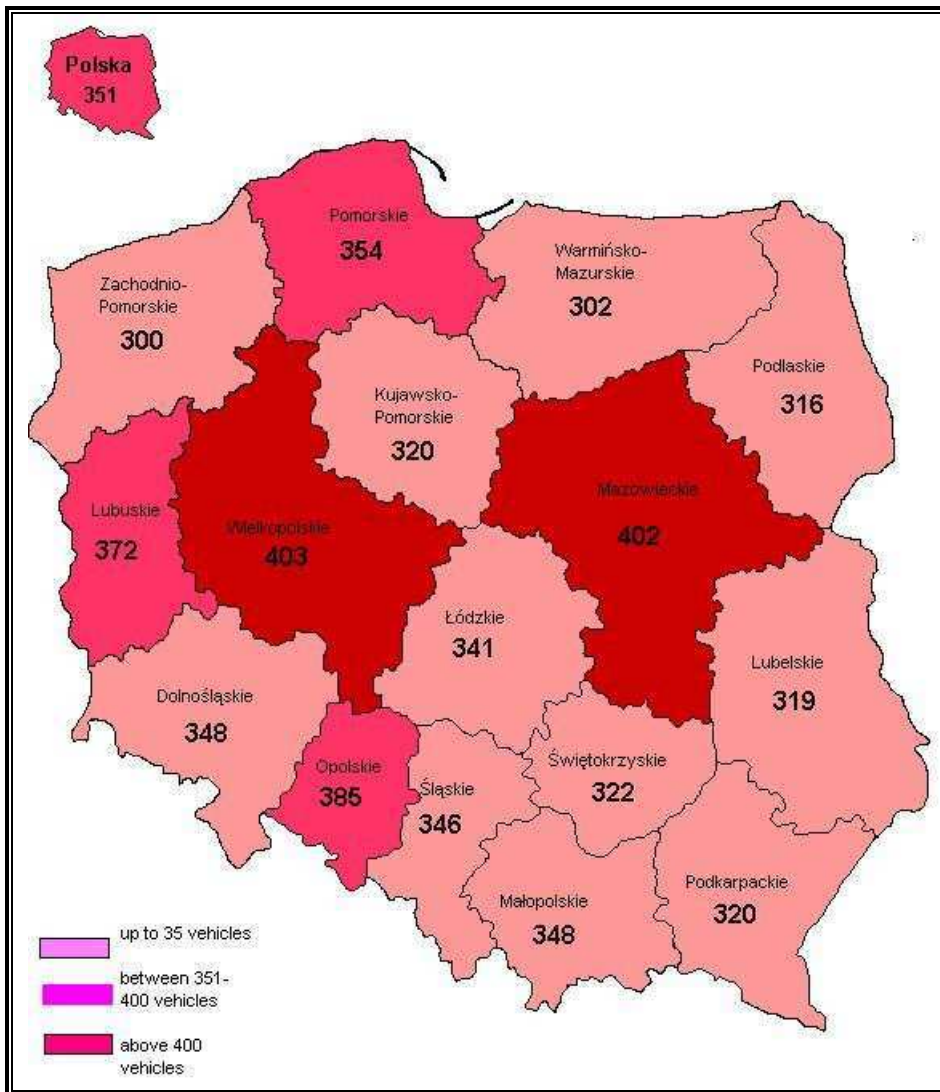 Polska
351
Pomorskie
354
Warmińsko-
Mazurskie
302
Zachodnio-
Pomorskie
300
Podlaskie
316
Kujawsko-
Pomorskie
320
Mazowieckie
402
Lubuskie
372
Wielkopolskie
403
Łódzkie
341
Lubelskie
319
Dolnośląskie
348
Świętokrzyskie
322
Opolskie
385
Śląskie
346
Małopolskie
348
Podkarpackie
320
up to 35 vehicles
between 351-
400 vehicles
above 400
vehicles